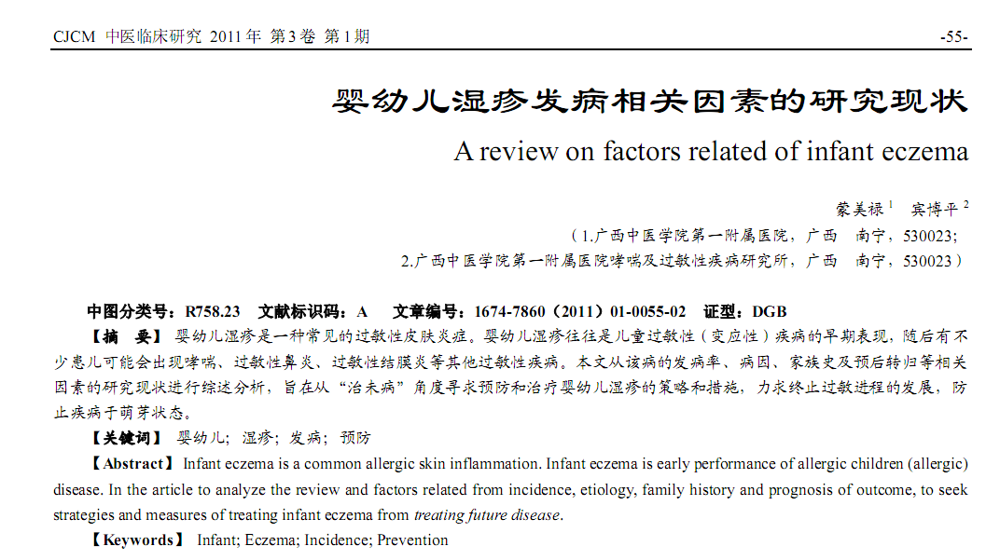 CJCM 中医临床研究 2011年 第3卷 第1期 -55-
婴幼儿湿疹发病相关因素的研究现状
A review on factors related of infant eczema
蒙美禄1 宾博平2
（1.广西中医学院第一附属医院，广西 南宁，530023；
2.广西中医学院第一附属医院哮喘及过敏性疾病研究所，广西 南宁，530023）
中图分类号：R758.23 文献标识码：A 文章编号：1674-7860（2011）01-0055-02 证型：DGB
【摘 要】 婴幼儿湿疹是一种常见的过敏性皮肤炎症。婴幼儿湿疹往往是儿童过敏性（变应性）疾病的早期表现，随后有不
少患儿可能会出现哮喘、过敏性鼻炎、过敏性结膜炎等其他过敏性疾病。本文从该病的发病率、病因、家族史及预后转归等相关
因素的研究现状进行综述分析，旨在从“治未病”角度寻求预防和治疗婴幼儿湿疹的策略和措施，力求终止过敏进程的发展，防
止疾病于萌芽状态。
【关键词】 婴幼儿；湿疹；发病；预防
【Abstract】 Infant eczema is a common allergic skin inflammation. Infant eczema is early performance of allergic children (allergic)
disease. In the article to analyze the review and factors related from incidence, etiology, family history and prognosis of outcome, to seek
strategies and measures of treating infant eczema from treating future disease.
【Keywords】 Infant; Eczema; Incidence; Prevention